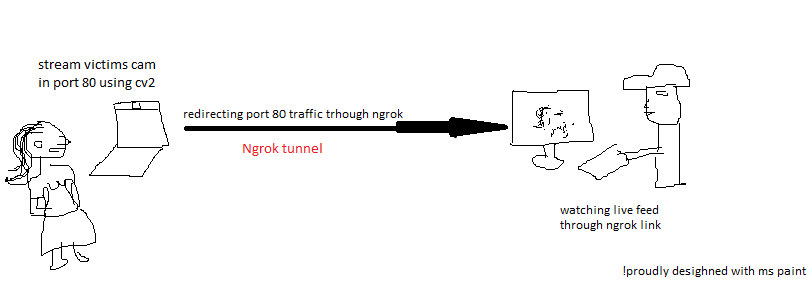 stream victims cam
in port 80 using cv2
redirecting port 80 traffic trhough ngrok
Ngrok tunnel
watching live feed
through ngrok link
!proudly desighned with ms paint